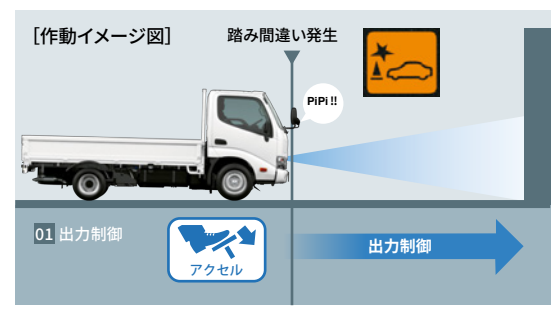 [作動イメージ図]
踏み間違い発生
PiPi !!
01 出力制御
アクセル
出力制御